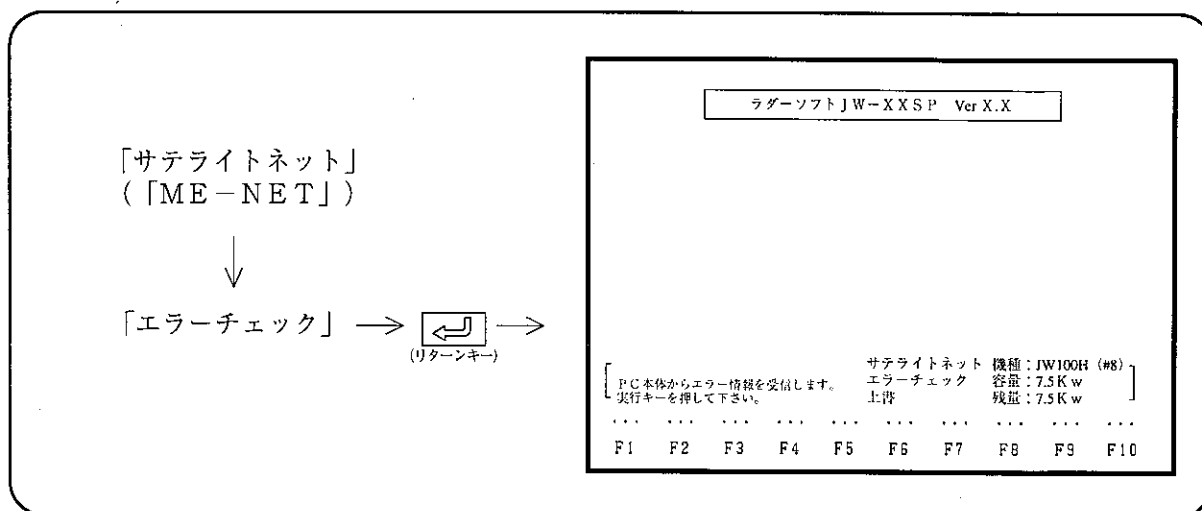 「サテライトネット」
(「ME-NET」)
「エラーチェック」
(リターンキー)
ラダーソフトJW-XXSP Ver X.X
サテライトネット 機種:JW100H (#8)
PC本体からエラー情報を受信します。 エラーチェック 容量:7.5Kw
実行キーを押して下さい。 上書 残量:7.5Kw
・・・ ・・・ ・・・ ・・・ ・・・ ・・・ ・・・ ・・・ ・・・ ・・・
F1 F2 F3 F4 F5 F6 F7 F8 F9 F10